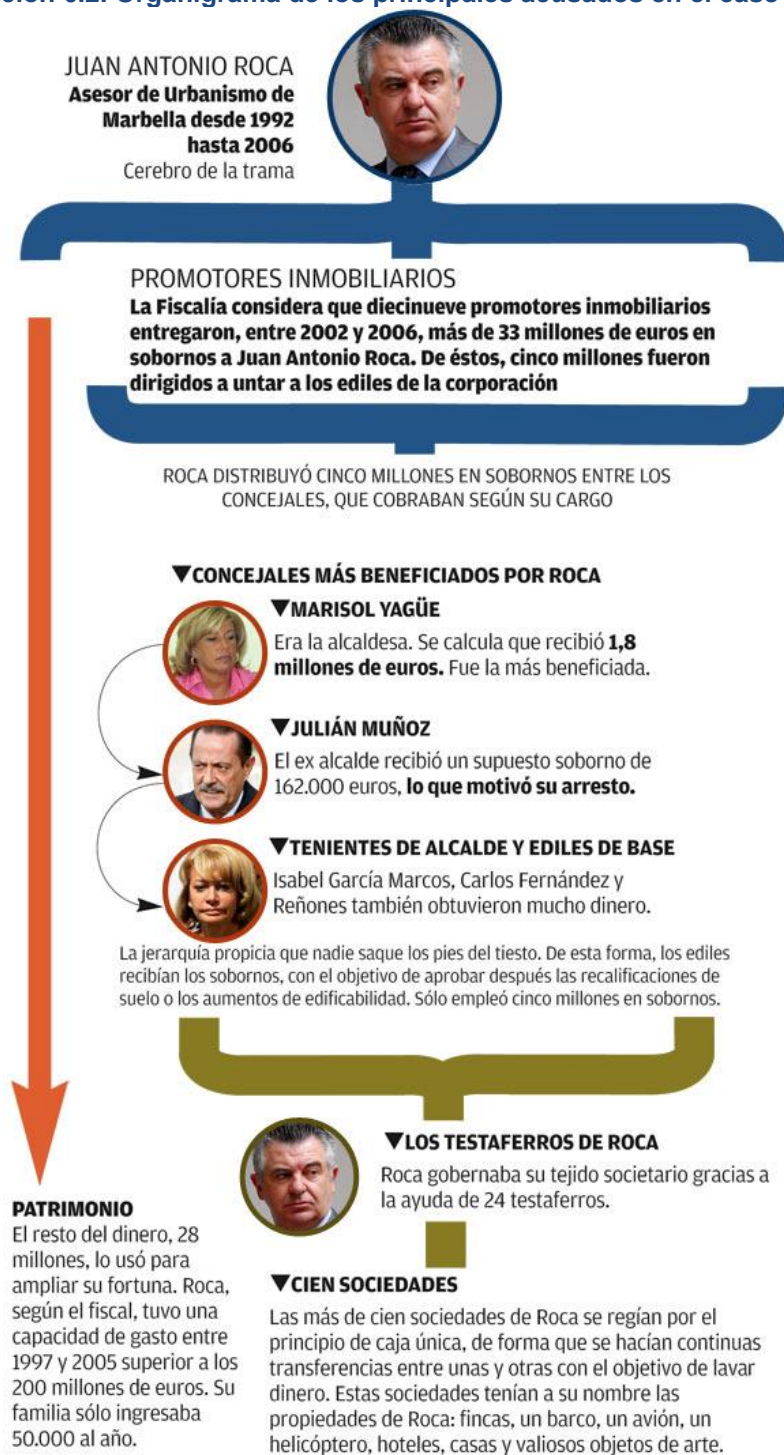 Organigrama de los principales acusados en el caso
JUAN ANTONIO ROCA
Asesor de Urbanismo de
Marbella desde 1992
hasta 2006
Cerebro de la trama
PROMOTORES INMOBILIARIOS
La Fiscalía considera que diecinueve promotores inmobiliarios
entregaron, entre 2002 y 2006, más de 33 millones de euros en
sobornos a Juan Antonio Roca. De éstos, cinco millones fueron
dirigidos a untar a los ediles de la corporación
ROCA DISTRIBUYÓ CINCO MILLONES EN SOBORNOS ENTRE LOS
CONCEJALES, QUE COBRABAN SEGÚN SU CARGO
▼CONCEJALES MÁS BENEFICIADOS POR ROCA
▼MARISOL YAGÜE
Era la alcaldesa. Se calcula que recibió 1,8
millones de euros. Fue la más beneficiada.
▼JULIÁN MUÑOZ
El ex alcalde recibió un supuesto soborno de
162.000 euros, lo que motivó su arresto.
▼TENIENTES DE ALCALDE Y EDILES DE BASE
Isabel García Marcos, Carlos Fernández y
Reñones también obtuvieron mucho dinero.
La jerarquía propicia que nadie saque los pies del tiesto. De esta forma, los ediles
recibían los sobornos, con el objetivo de aprobar después las recalificaciones de
suelo o los aumentos de edificabilidad. Sólo empleó cinco millones en sobornos.
▼LOS TESTAFERROS DE ROCA
Roca gobernaba su tejido societario gracias a
la ayuda de 24 testaferros.
PATRIMONIO
El resto del dinero, 28
millones, lo usó para
ampliar su fortuna. Roca,
según el fiscal, tuvo una
capacidad de gasto entre
1997 y 2005 superior a los
200 millones de euros. Su
familia sólo ingresaba
50.000 al año.
▼CIEN SOCIEDADES
Las más de cien sociedades de Roca se regían por el
principio de caja única, de forma que se hacían continuas
transferencias entre unas y otras con el objetivo de lavar
dinero. Estas sociedades tenían a su nombre las
propiedades de Roca: fincas, un barco, un avión, un
helicóptero, hoteles, casas y valiosos objetos de arte.